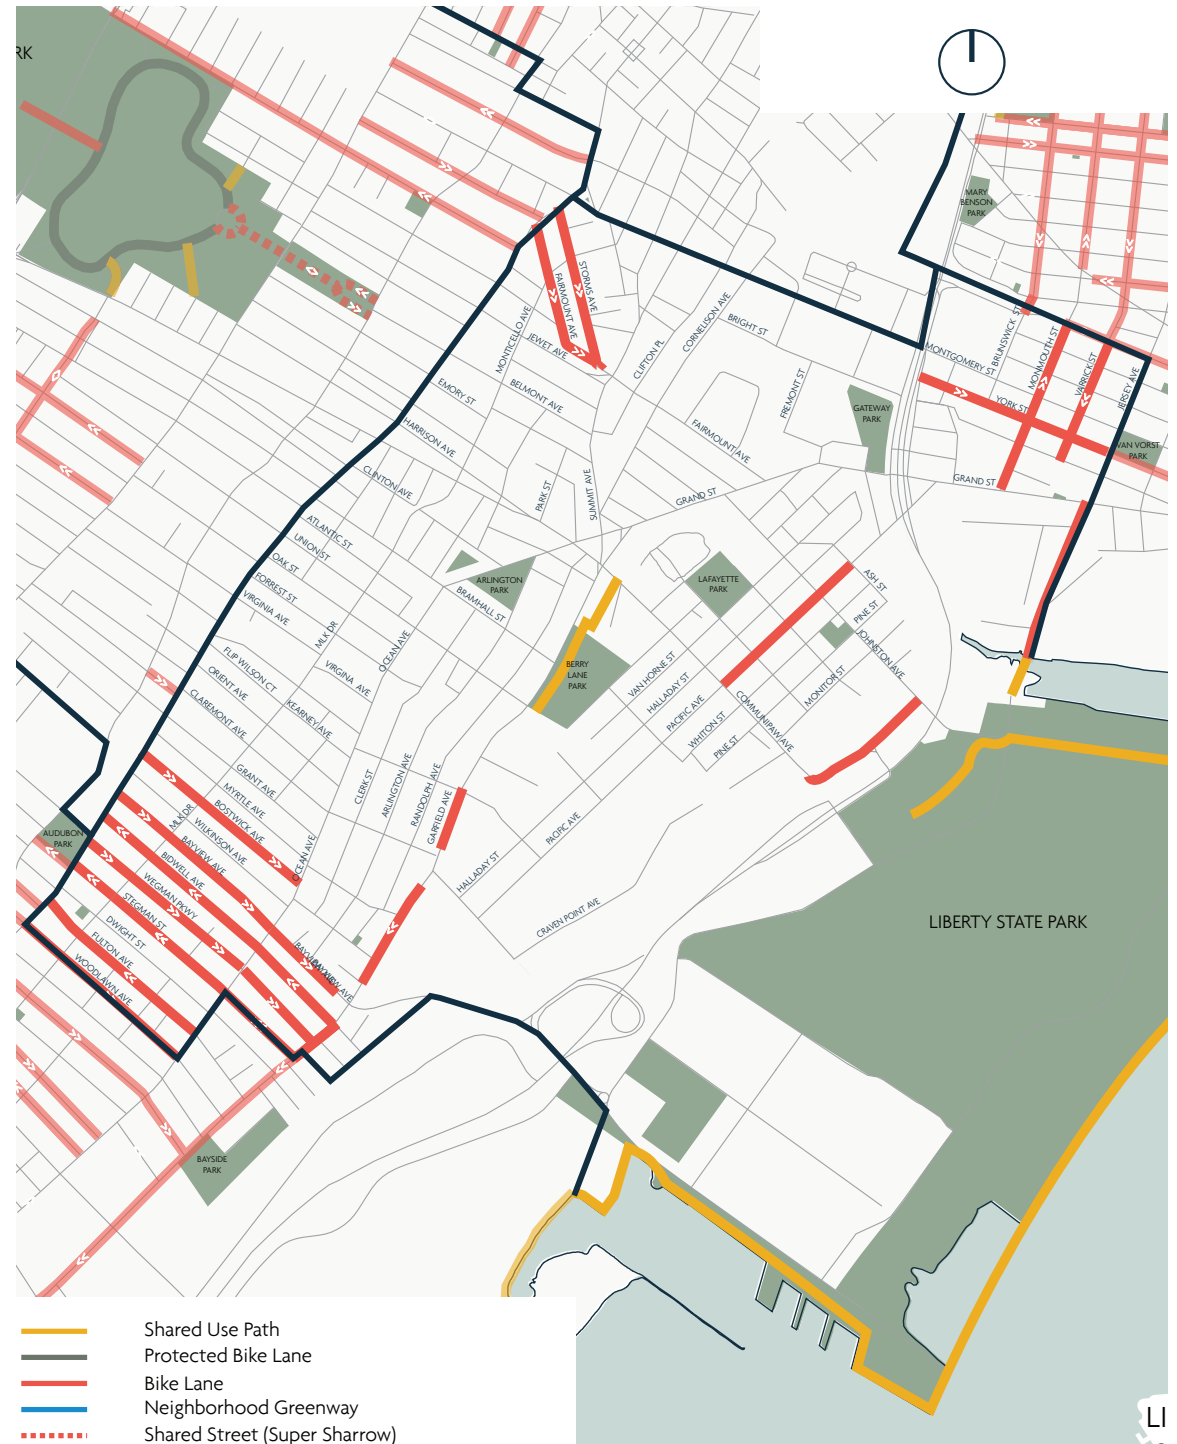 RK
MARY
BENSON
PARK
STORMS AVE
FAIRMOUNT AVE
MONTICELLO AVE
JEWET AVE
CLIFTON PL
CORNELISON AVE
BRIGHT ST
MONTGOMERY ST
BRUNSWICK ST
MONMOUTH ST
VARRICK ST
JERSEY AVE
YORK ST
EMORY ST
BELMONT AVE
HARRISON AVE
FREMONT ST
GATEWAY
PARK
FAIRMOUNT AVE
VAN VORST
PARK
CLINTON AVE
PARK ST
SUMMIT AVE
GRAND ST
GRAND ST
ATLANTIC ST
UNION ST
OAK ST
FORREST ST
VIRGINIA AVE
ARLINGTON
PARK
BRAMHALL ST
LAFAYETTE
PARK
ASH ST
PINE ST
JOHNSTON AVE
MLK DR
OCEAN AVE
FLIP WILSON CT
VIRGINA AVE
ORIENT AVE
CLAREMONT AVE
KEARNEY AVE
BERRY
LANE
PARK
VAN HORNE ST
HALLADAY ST
PACIFIC AVE
WHITON ST
PINE ST
COMMUNIPAW AVE
MONITOR ST
GRANT AVE
MYRTLE AVE
BOSTWICK AVE
MLK DR
WILKINSON AVE
BAYVIEW AVE
BIDWELL AVE
WEGMAN PKWY
STEGMAN ST
DWIGHT ST
FULTON AVE
WOODLAWN AVE
CLERK ST
ARLINGTON AVE
RANDOLPH AVE
GARFIELD AVE
OCEAN AVE
AUDUBON
PARK
HALLADAY ST
PACIFIC AVE
CRAVEN POINT AVE
LIBERTY STATE PARK
BAYSIDE
PARK
Shared Use Path
Protected Bike Lane
Bike Lane
Neighborhood Greenway
Shared Street (Super Sharrow)
LI